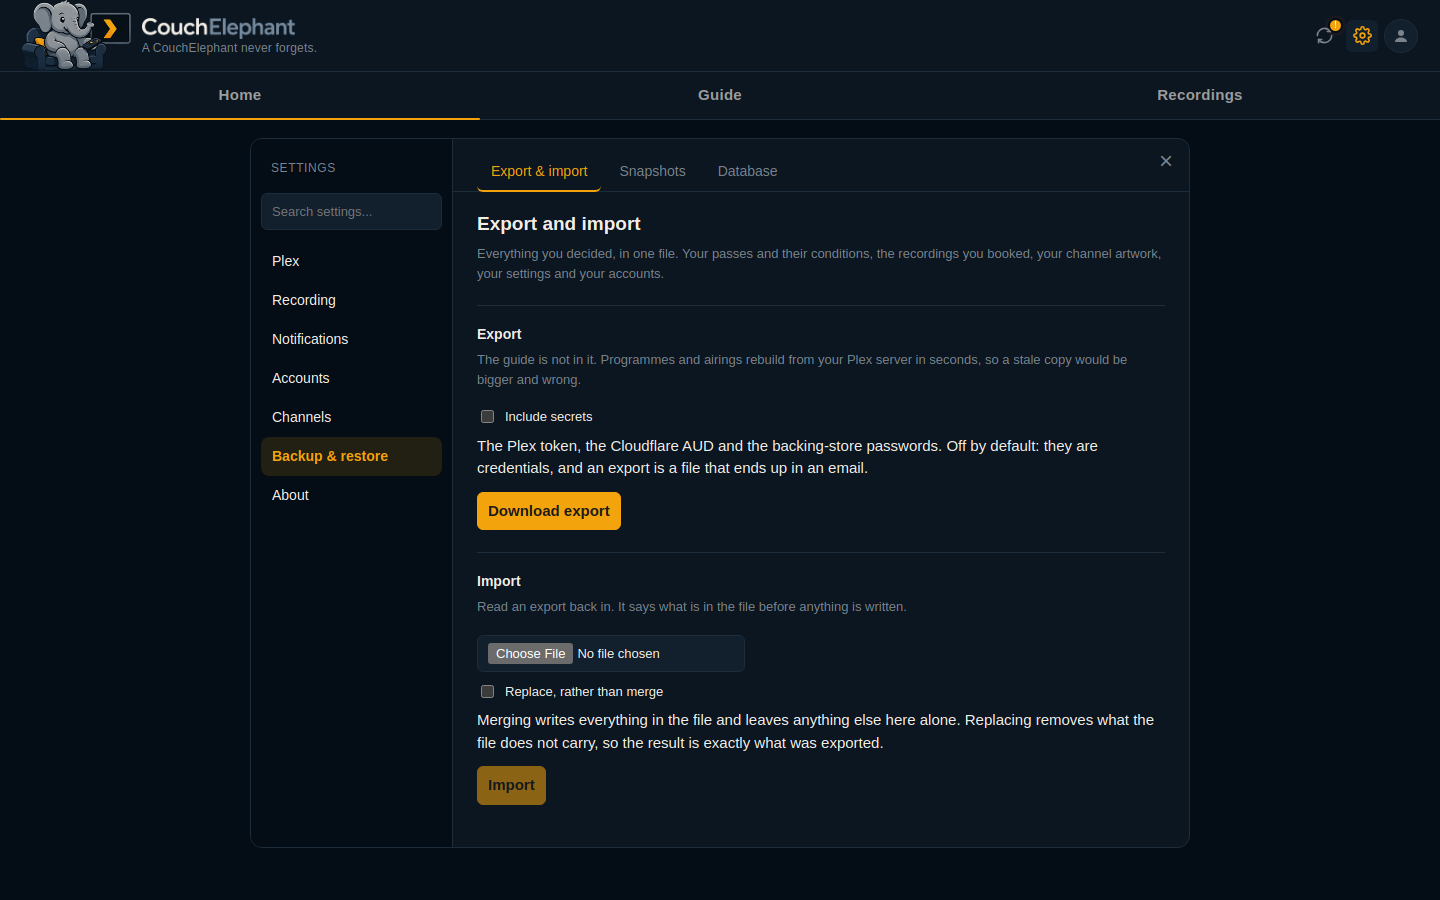 CouchElephant
A CouchElephant never forgets.
!
Home
Guide
Recordings
SETTINGS
Search settings...
Plex
Recording
Notifications
Accounts
Channels
Backup & restore
About
Export & import
Snapshots
Database
Export and import
Everything you decided, in one file. Your passes and their conditions, the recordings you booked, your channel artwork,
your settings and your accounts.
Export
The guide is not in it. Programmes and airings rebuild from your Plex server in seconds, so a stale copy would be
bigger and wrong.
Include secrets
The Plex token, the Cloudflare AUD and the backing-store passwords. Off by default: they are
credentials, and an export is a file that ends up in an email.
Download export
Import
Read an export back in. It says what is in the file before anything is written.
Choose File No file chosen
Replace, rather than merge
Merging writes everything in the file and leaves anything else here alone. Replacing removes what the
file does not carry, so the result is exactly what was exported.
Import